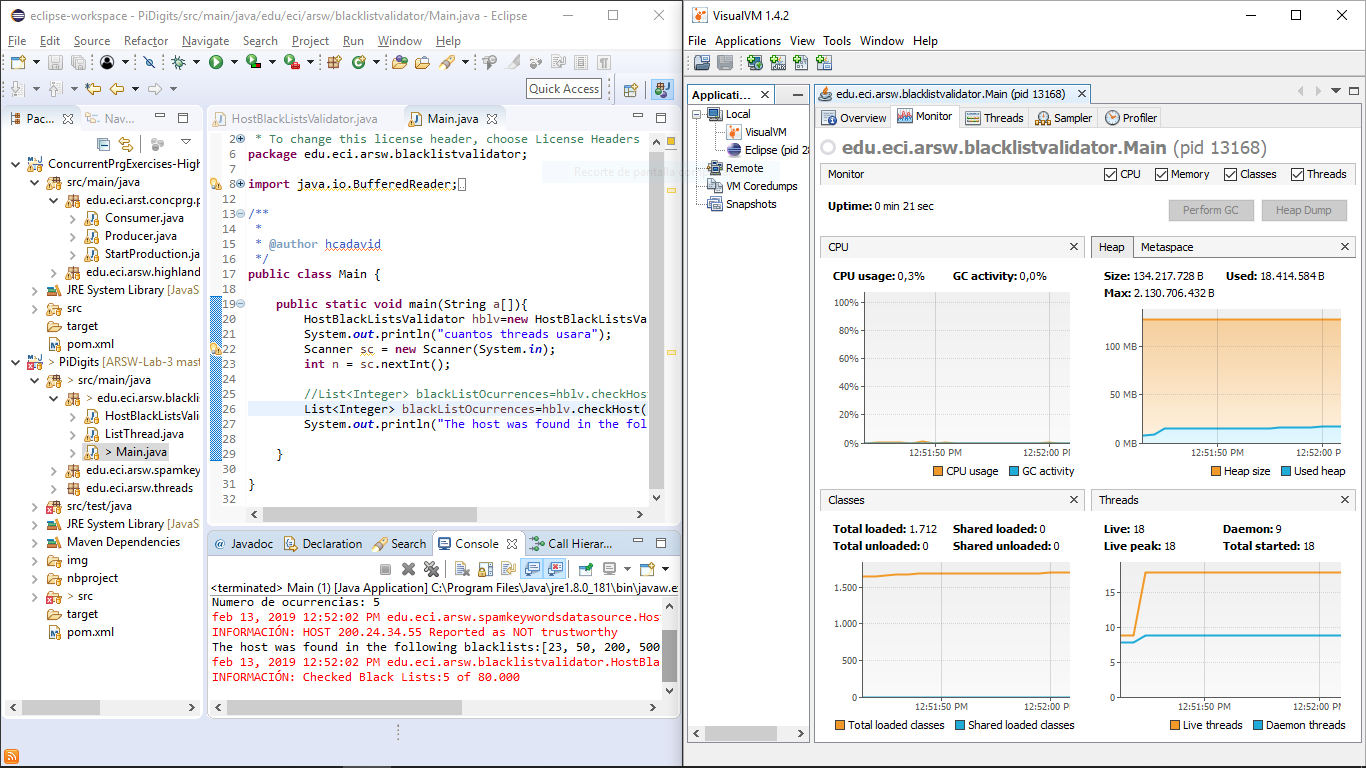 eclipse-workspace - PiDigits/src/main/java/edu/eci/arsw/blacklistvalidator/Main.java - Eclipse
File Edit Source Refactor Navigate Search Project Run Window Help
Quick Access
Pac...
Nav...
ConcurrentPrgExercises-High
src/main/java
edu.eci.arst.concprg.p
Consumer.java
Producer.java
StartProduction.ja
edu.eci.arsw.highland
JRE System Library [JavaS
src
target
pom.xml
> PiDigits [ARSW-Lab-3 mast
> src/main/java
> edu.eci.arsw.blackli
HostBlackListsVali
ListThread.java
> Main.java
edu.eci.arsw.spamkey
edu.eci.arsw.threads
src/test/java
JRE System Library [JavaS
Maven Dependencies
img
nbproject
> src
target
pom.xml
HostBlackListsValidator.java
Main.java
2 * To change this license header, choose License Headers
6 package edu.eci.arsw.blacklistvalidator;
7
8 import java.io.BufferedReader;
Recorte de pantalla co
12
13 /**
14 *
15 * @author hcadavid
16 */
17 public class Main {
18
19 public static void main(String a[]){
20 HostBlackListsValidator hblv=new HostBlackListsVa
21 System.out.println("cuantos threads usara");
22 Scanner sc = new Scanner(System.in);
23 int n = sc.nextInt();
24
25 //List<Integer> blackListOcurrences=hblv.checkHos
26 List<Integer> blackListOcurrences=hblv.checkHost(
27 System.out.println("The host was found in the fol
28
29 }
30
31 }
32
@ Javadoc
Declaration
Search
Console
Call Hierar...
<terminated> Main (1) [Java Application] C:\Program Files\Java\jre1.8.0_181\bin\javaw.e
Numero de ocurrencias: 5
feb 13, 2019 12:52:02 PM edu.eci.arsw.spamkeywordsdatasource.Hos
INFORMACIÓN: HOST 200.24.34.55 Reported as NOT trustworthy
The host was found in the following blacklists:[23, 50, 200, 500
feb 13, 2019 12:52:02 PM edu.eci.arsw.blacklistvalidator.HostBla
INFORMACIÓN: Checked Black Lists:5 of 80.000
VisualVM 1.4.2
File Applications View Tools Window Help
Applicati...
Local
VisualVM
Eclipse (pid 28
Remote
VM Coredumps
Snapshots
edu.eci.arsw.blacklistvalidator.Main (pid 13168)
Overview Monitor Threads Sampler Profiler
edu.eci.arsw.blacklistvalidator.Main (pid 13168)
Monitor
CPU Memory Classes Threads
Uptime: 0 min 21 sec
Perform GC Heap Dump
CPU
CPU usage: 0,3% GC activity: 0,0%
100%
80%
60%
40%
20%
0%
12:51:50 PM 12:52:00 PM
CPU usage GC activity
Heap Metaspace
Size: 134.217.728 B Used: 18.414.584 B
Max: 2.130.706.432 B
100 MB
50 MB
0 MB
12:51:50 PM 12:52:00 P
Heap size Used heap
Classes
Total loaded: 1.712 Shared loaded: 0
Total unloaded: 0 Shared unloaded: 0
1.500
1.000
500
0
12:51:50 PM 12:52:00 PM
Total loaded classes Shared loaded classes
Threads
Live: 18 Daemon: 9
Live peak: 18 Total started: 18
15
10
5
0
12:51:50 PM 12:52:00 P
Live threads Daemon threads